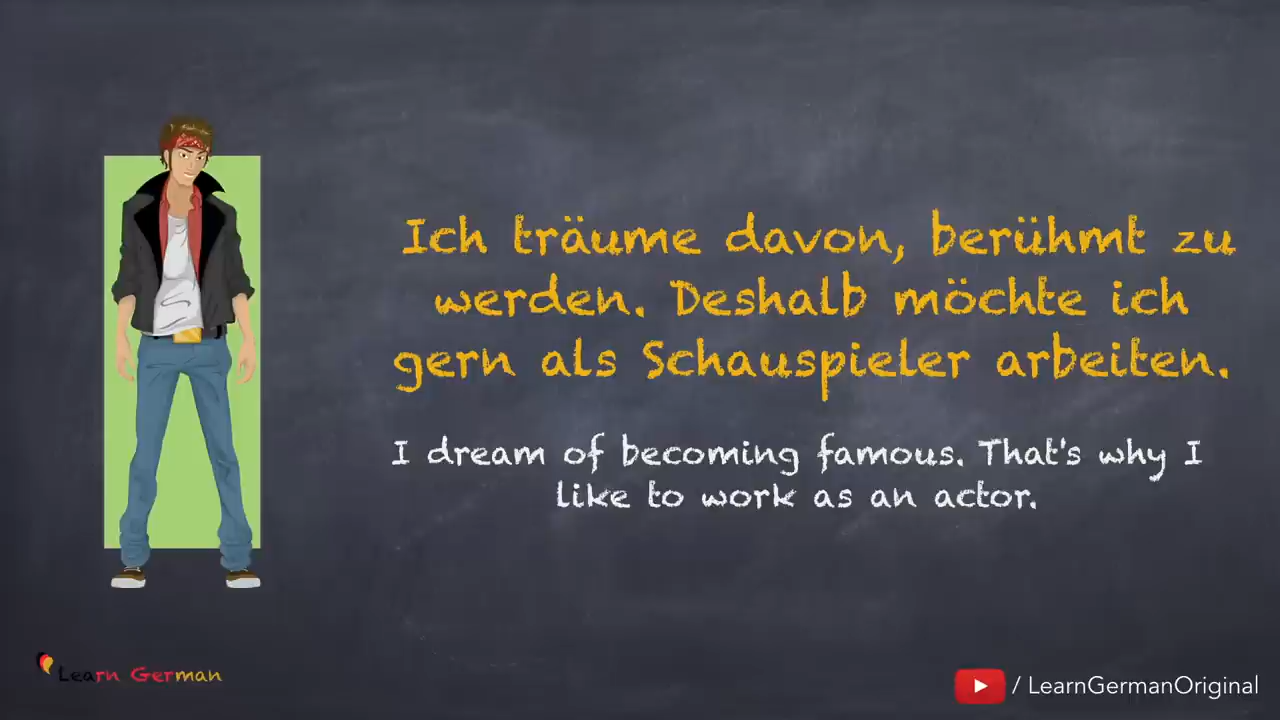 Ich träume davon, berühmt zu
werden. Deshalb möchte ich
gern als Schauspieler arbeiten.
I dream of becoming famous. That's why I
like to work as an actor.
Learn German
/ LearnGermanOriginal